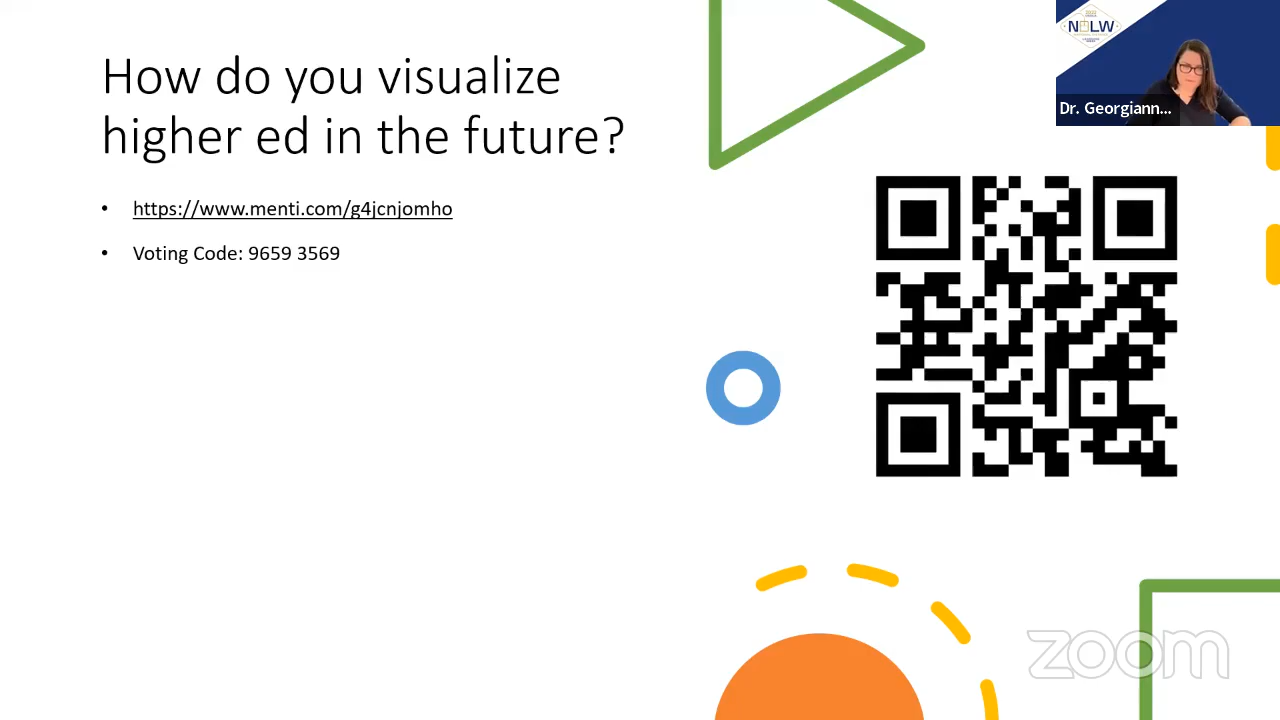 How do you visualize
higher ed in the future?
• https://www.menti.com/g4jcnjomho
• Voting Code: 9659 3569
Dr. Georgiann...
zoom